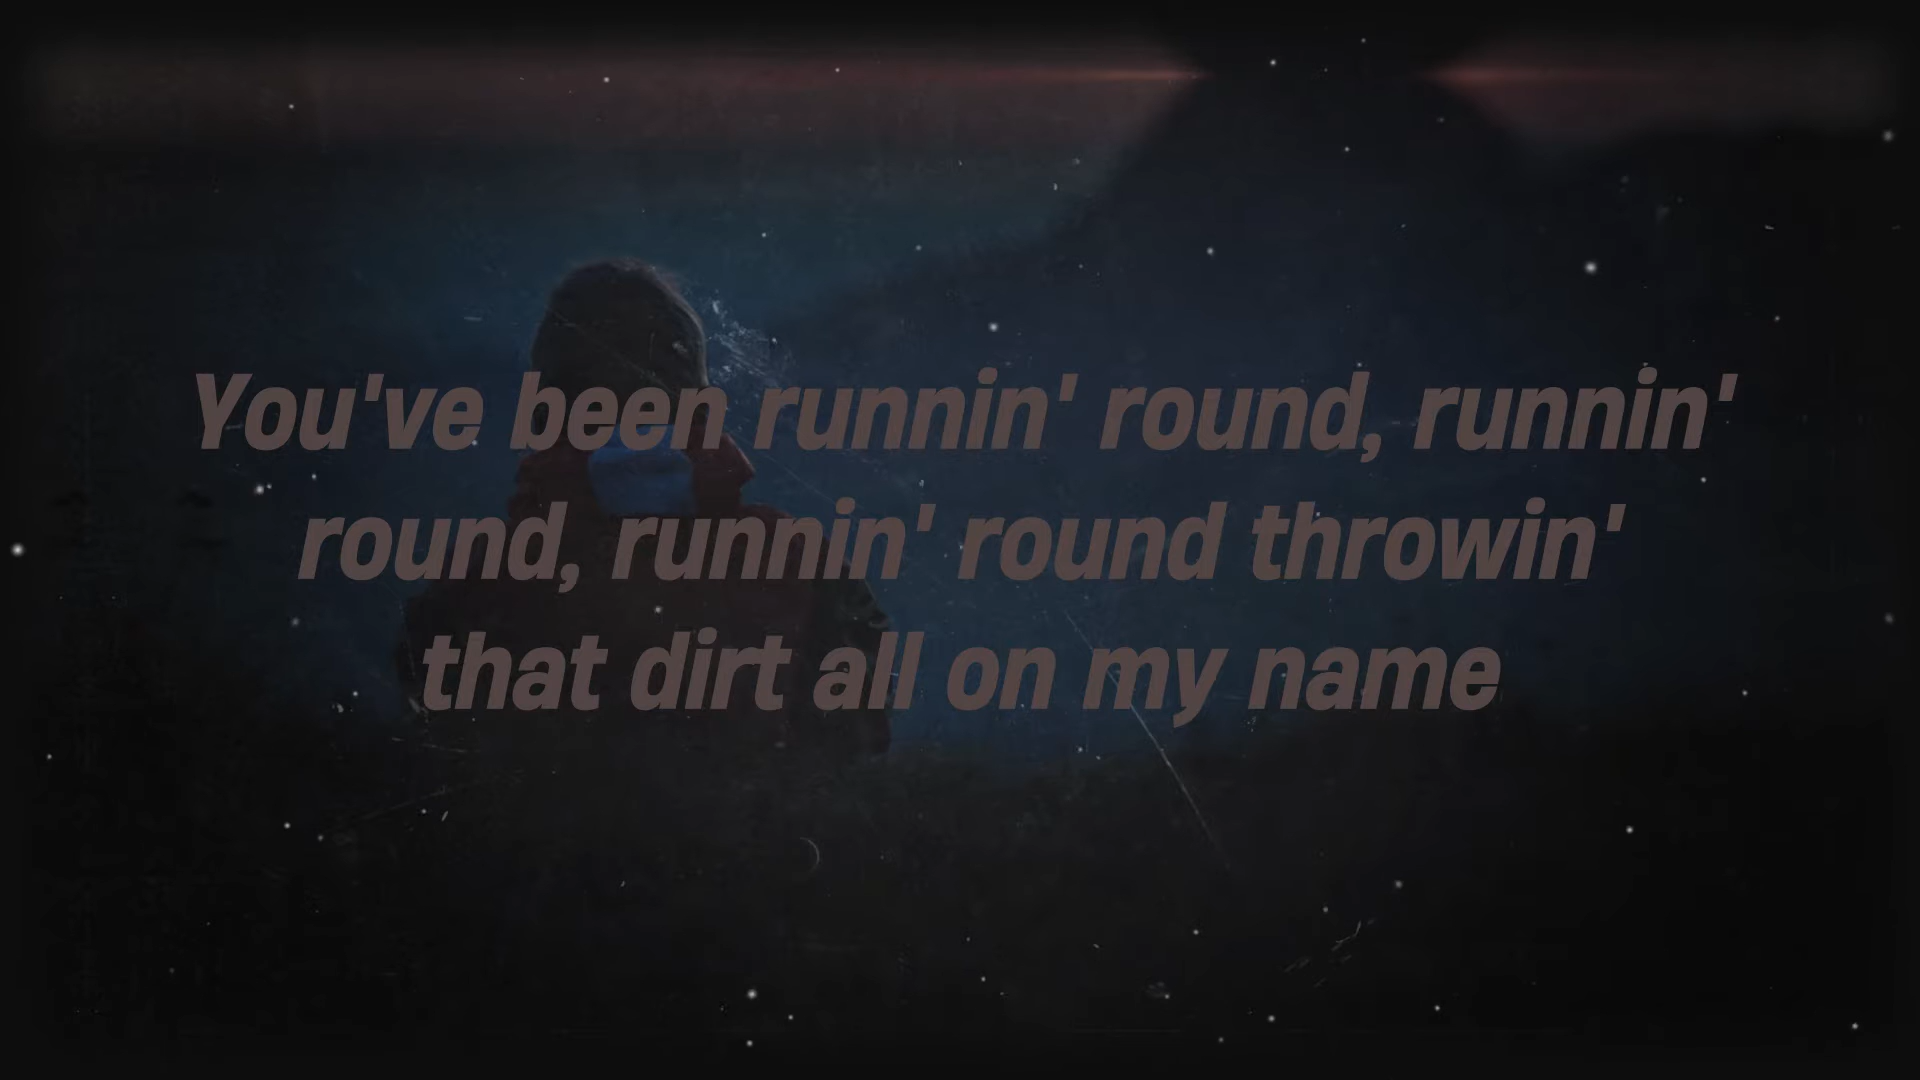 You've been runnin' round, runnin'
round, runnin' round throwin'
that dirt all on my name